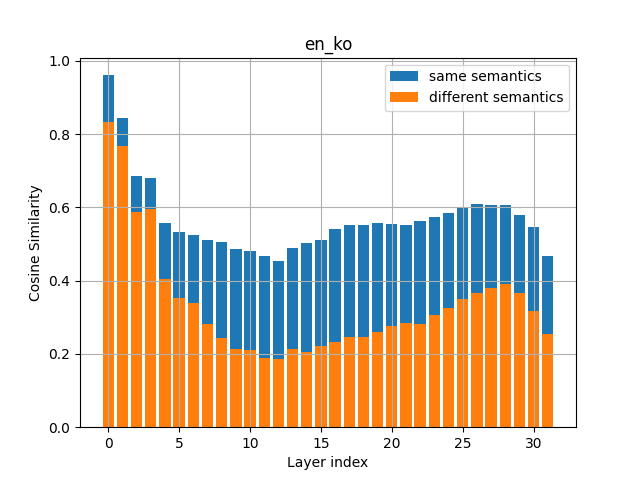 en_ko
same semantics
different semantics
1.0
0.8
0.6
0.4
0.2
0.0
Cosine Similarity
0 5 10 15 20 25 30
Layer index